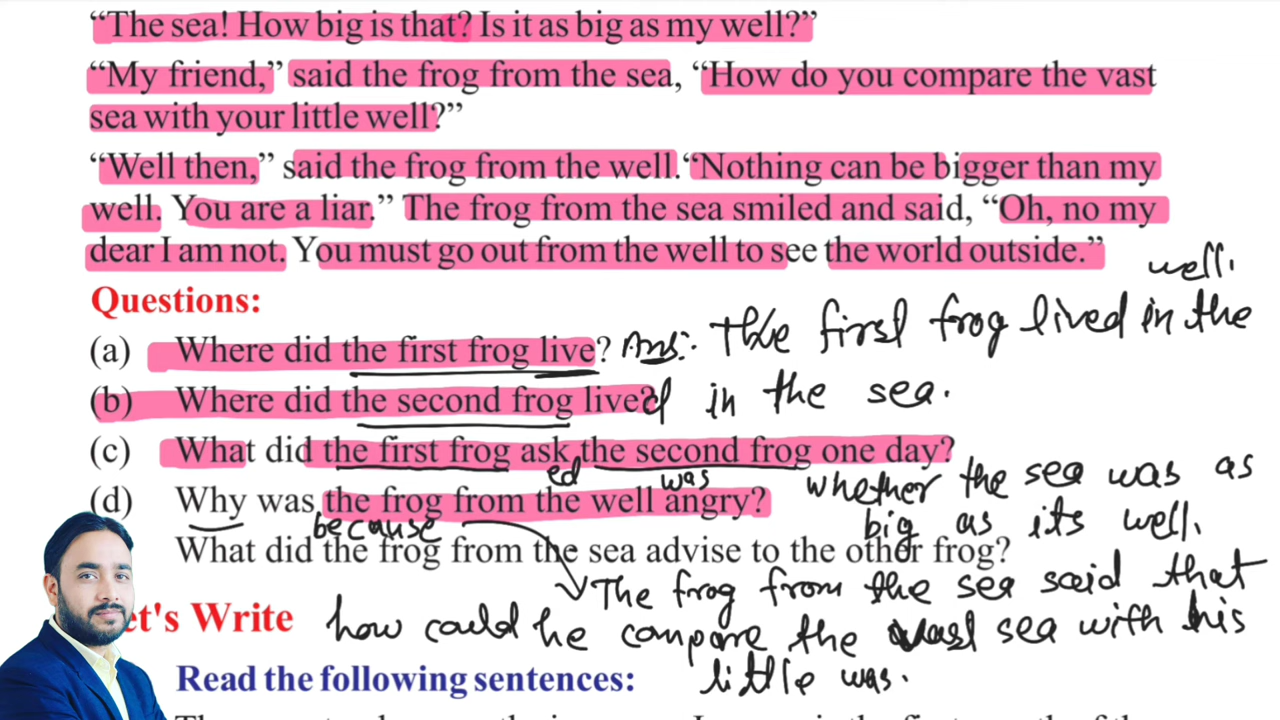 “The sea! How big is that? Is it as big as my well?”
“My friend,” said the frog from the sea, “How do you compare the vast
sea with your little well?”
“Well then,” said the frog from the well. “Nothing can be bigger than my
well. You are a liar.” The frog from the sea smiled and said, “Oh, no my
dear I am not. You must go out from the well to see the world outside.”
well.
Questions:
(a) Where did the first frog live? Ans:. The first frog lived in the
(b) Where did the second frog live? d in the sea.
(c) What did the first frog ask the second frog one day?
ed was whether the sea was as
(d) Why was the frog from the well angry?
because big as its well.
What did the frog from the sea advise to the other frog?
The frog from the sea said that
et's Write
how could he compare the vast sea with his
Read the following sentences:
little was.